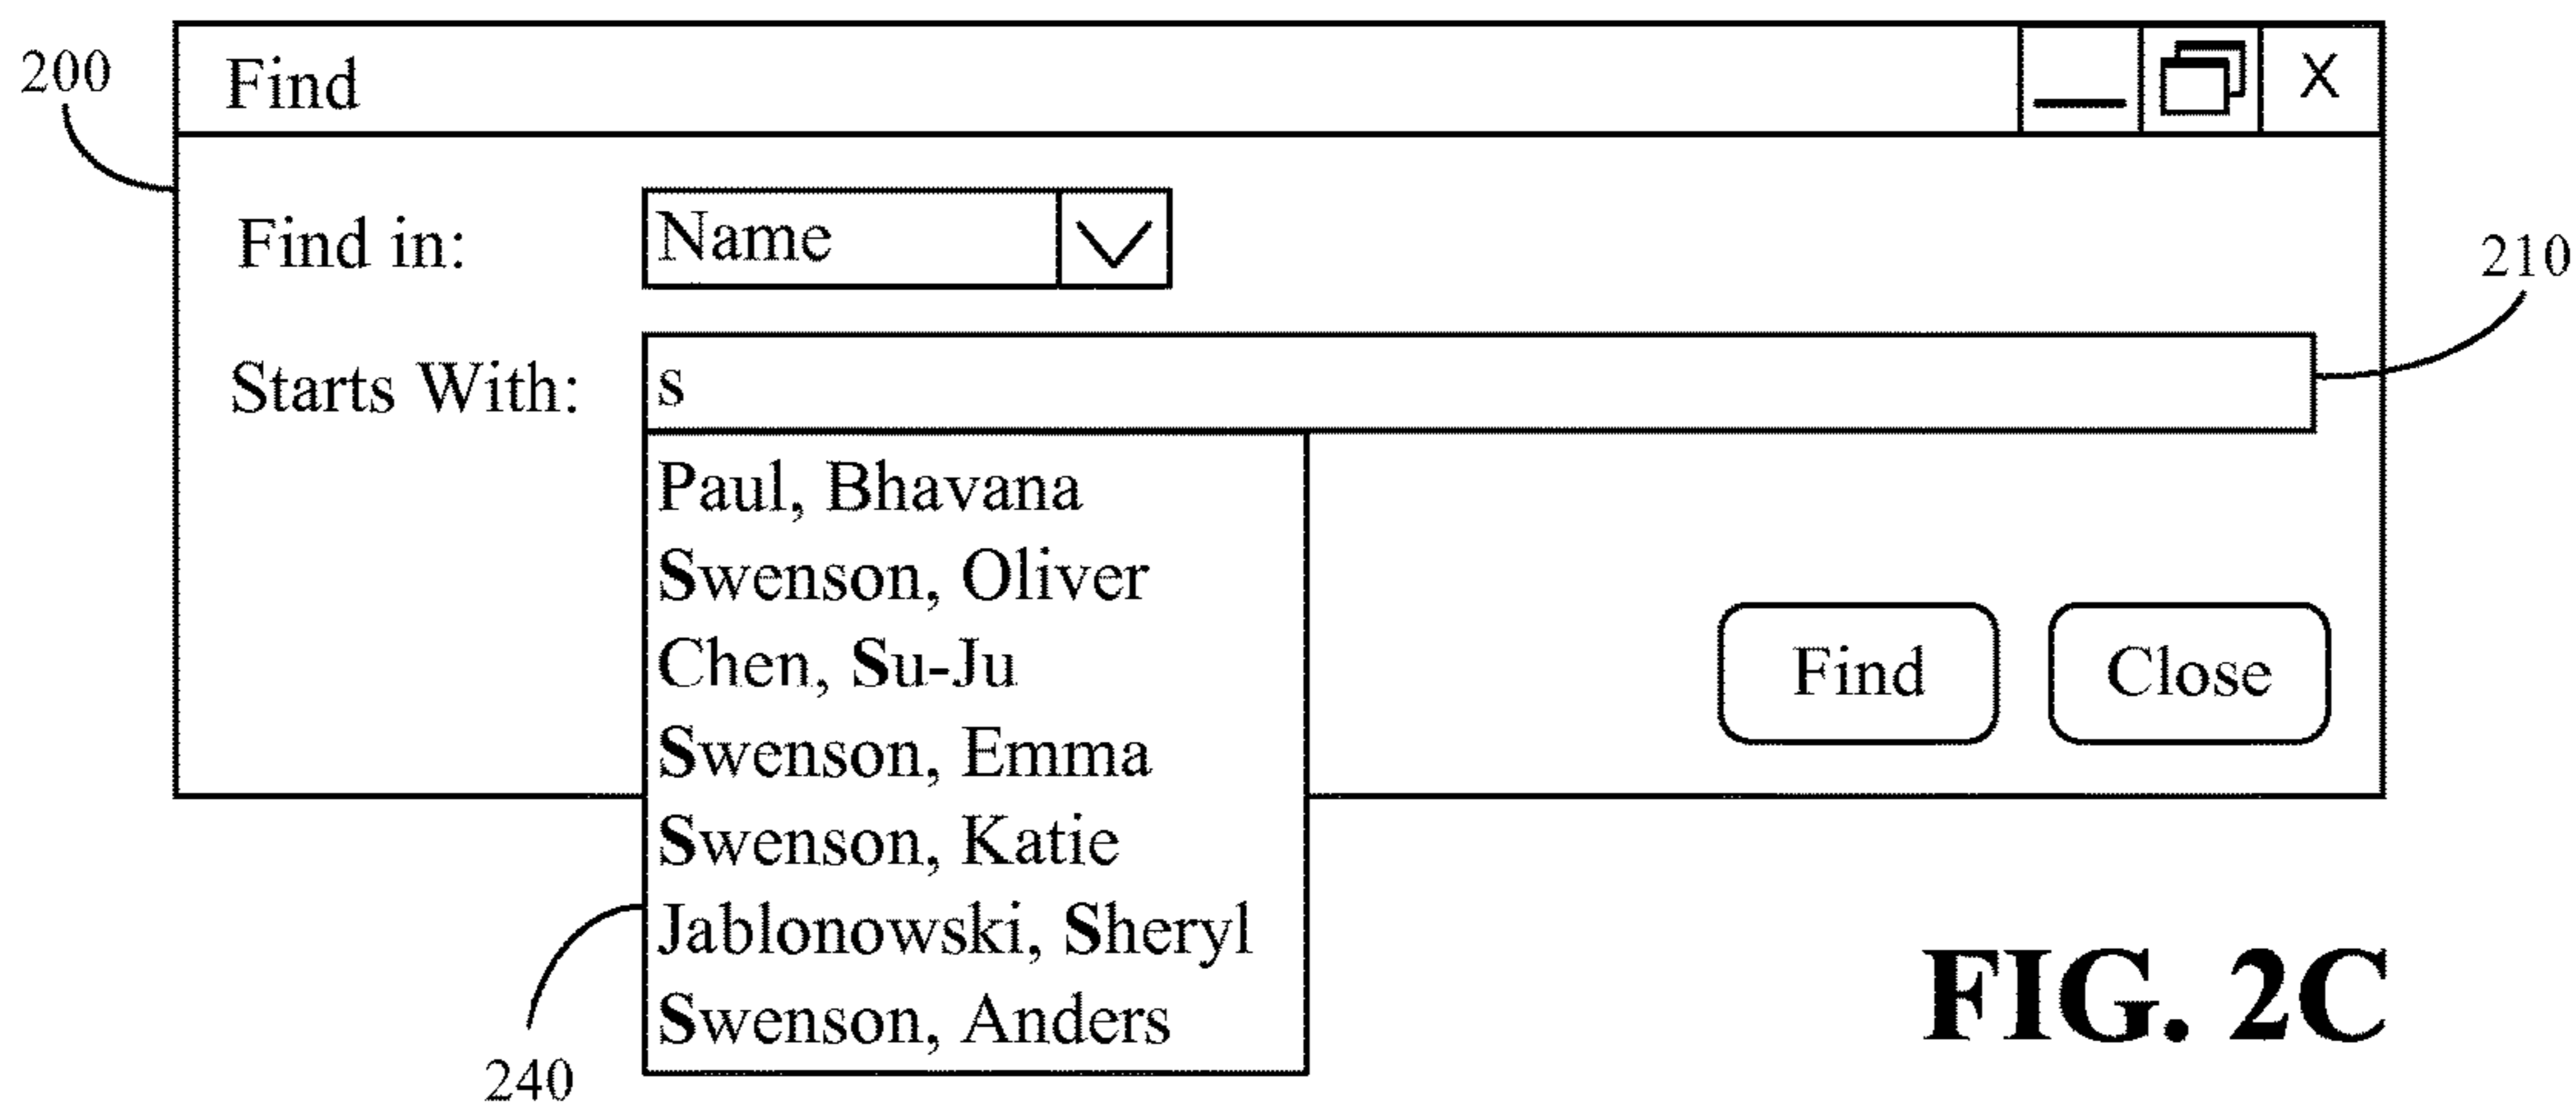 200
Find
X
Find in:
Name
210
Starts With:
s
Paul, Bhavana
Swenson, Oliver
Chen, Su-Ju
Swenson, Emma
Swenson, Katie
Jablonowski, Sheryl
Swenson, Anders
Find
Close
240
FIG. 2C